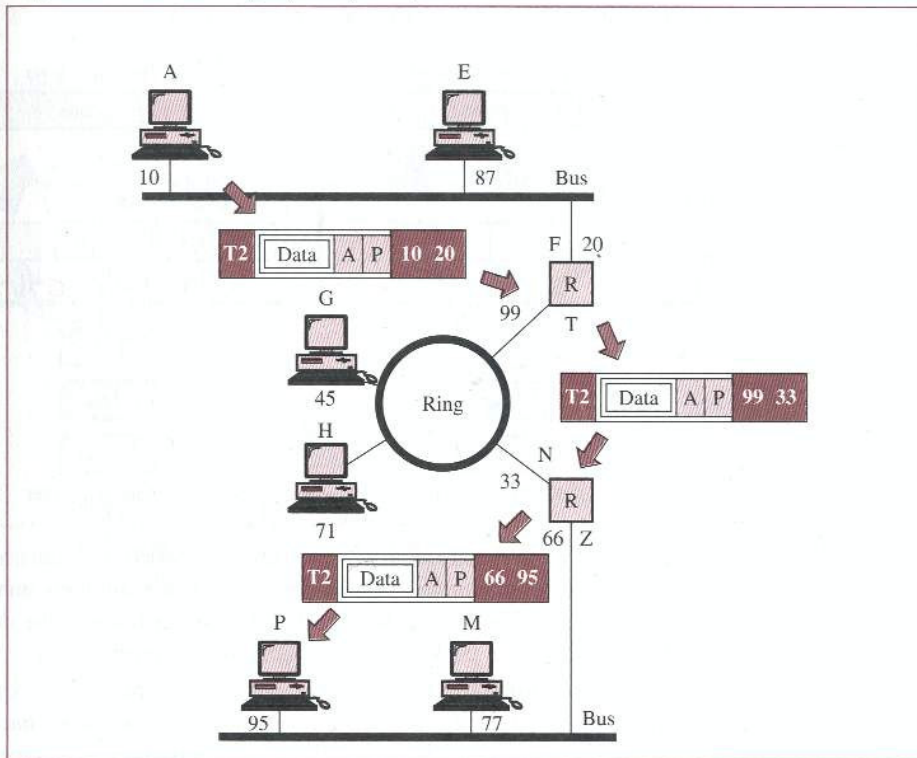 A
E
10
87
Bus
T2 Data A P 10 20
F 20
R
T
99
G
45
Ring
T2 Data A P 99 33
H
71
N
33
R
66 Z
T2 Data A P 66 95
P
M
95
77
Bus